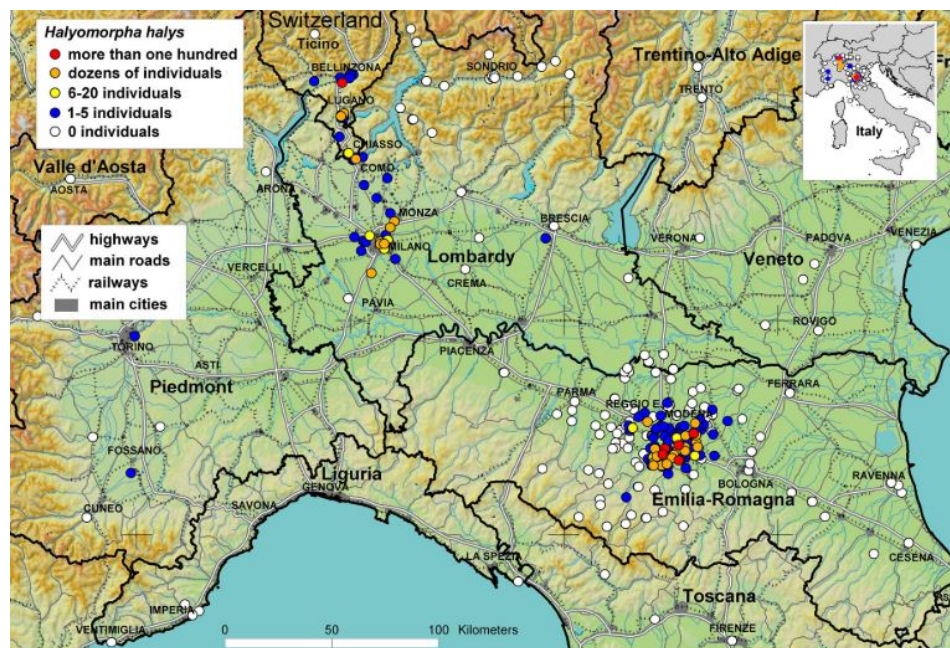 Halyomorpha halys
more than one hundred
dozens of individuals
6-20 individuals
1-5 individuals
0 individuals
highways
main roads
railways
main cities
Switzerland
Ticino
BELLINZONA
LUGANO
CHIASSO
COMO
SONDRIO
Trentino-Alto Adige
TRENTO
Italy
Valle d'Aosta
AOSTA
ARONA
MONZA
MILANO
BRESCIA
VERONA
PADOVA
VENEZIA
Lombardy
Veneto
VERCELLI
CREMA
PAVIA
ROVIGO
TORINO
ASTI
PIACENZA
Piedmont
PARMA
FERRARA
REGGIO E.
MODENA
FOSSANO
Liguria
GENOVA
BOLOGNA
RAVENNA
Emilia-Romagna
CUNEO
SAVONA
LA SPEZIA
CESENA
Toscana
IMPERIA
VENTIMIGLIA
FIRENZE
0 50 100 Kilometers